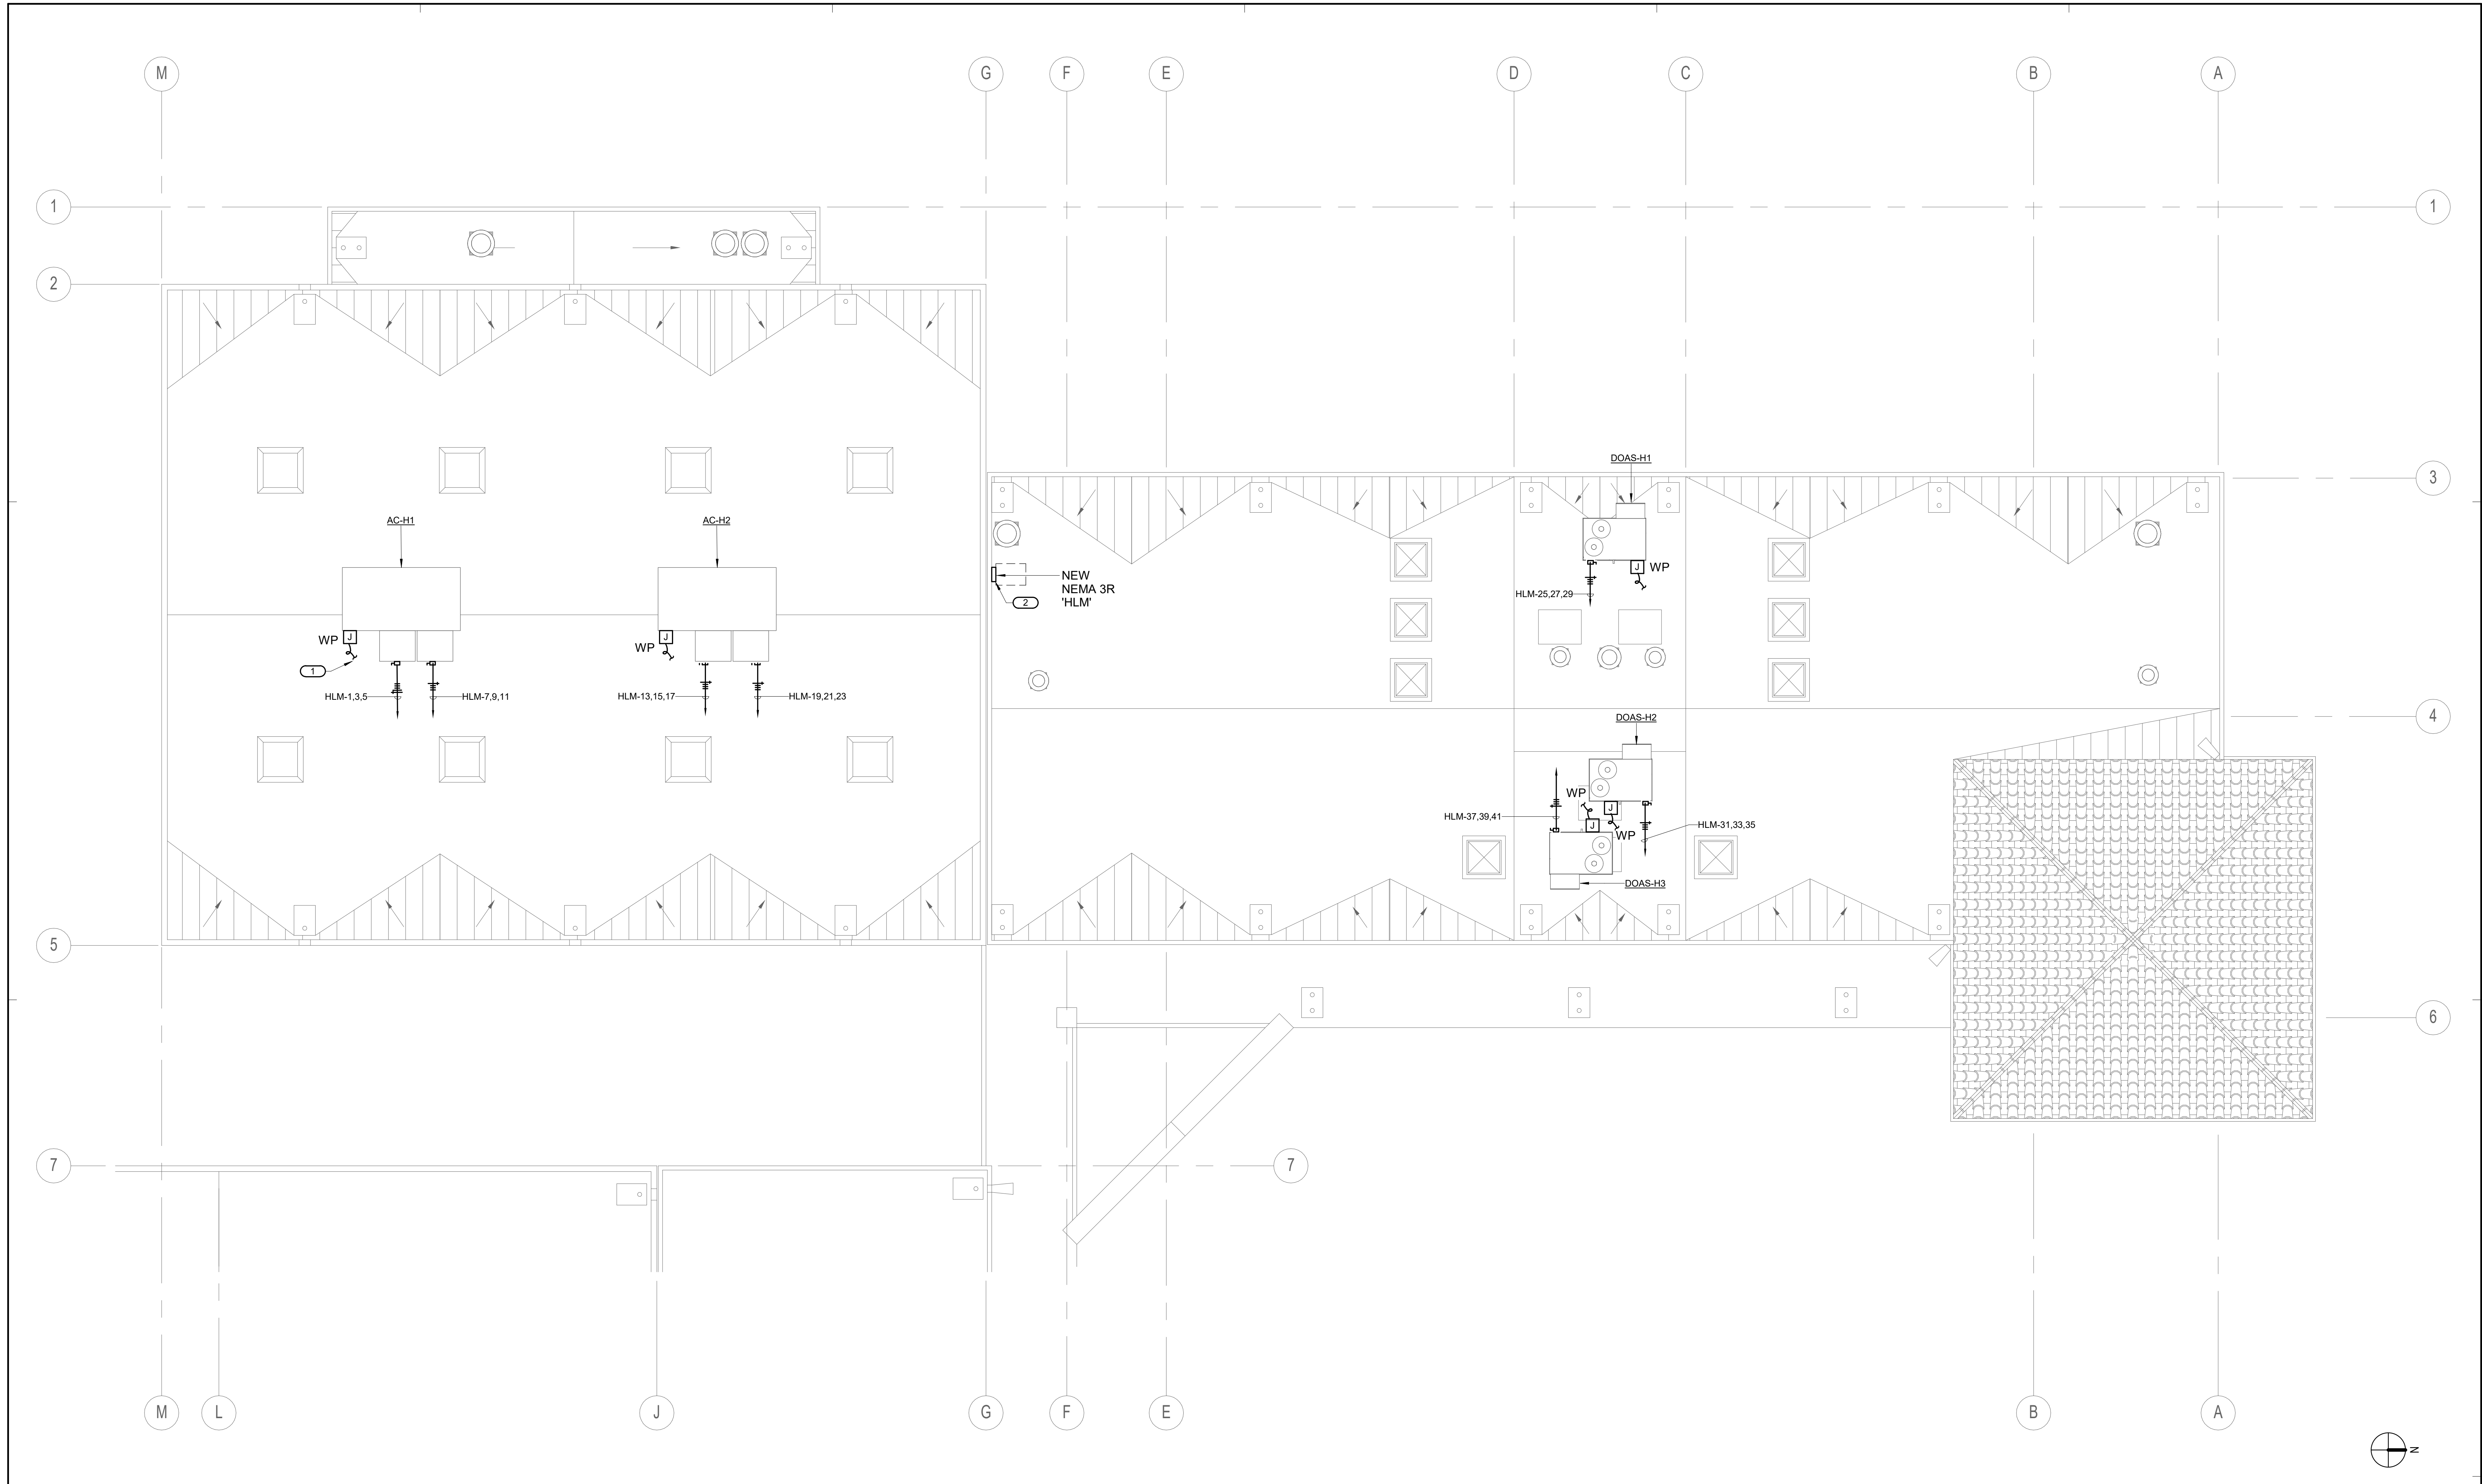 M
G
F
E
D
C
B
A
1
1
2
3
DOAS-H1
AC-H1
AC-H2
J
WP
NEW
NEMA 3R
'HLM'
2
HLM-25,27,29
WP
J
WP
J
1
HLM-1,3,5
HLM-7,9,11
HLM-13,15,17
HLM-19,21,23
4
DOAS-H2
WP
J
HLM-37,39,41
J
WP
HLM-31,33,35
DOAS-H3
5
6
7
7
M
L
J
G
F
E
B
A
N